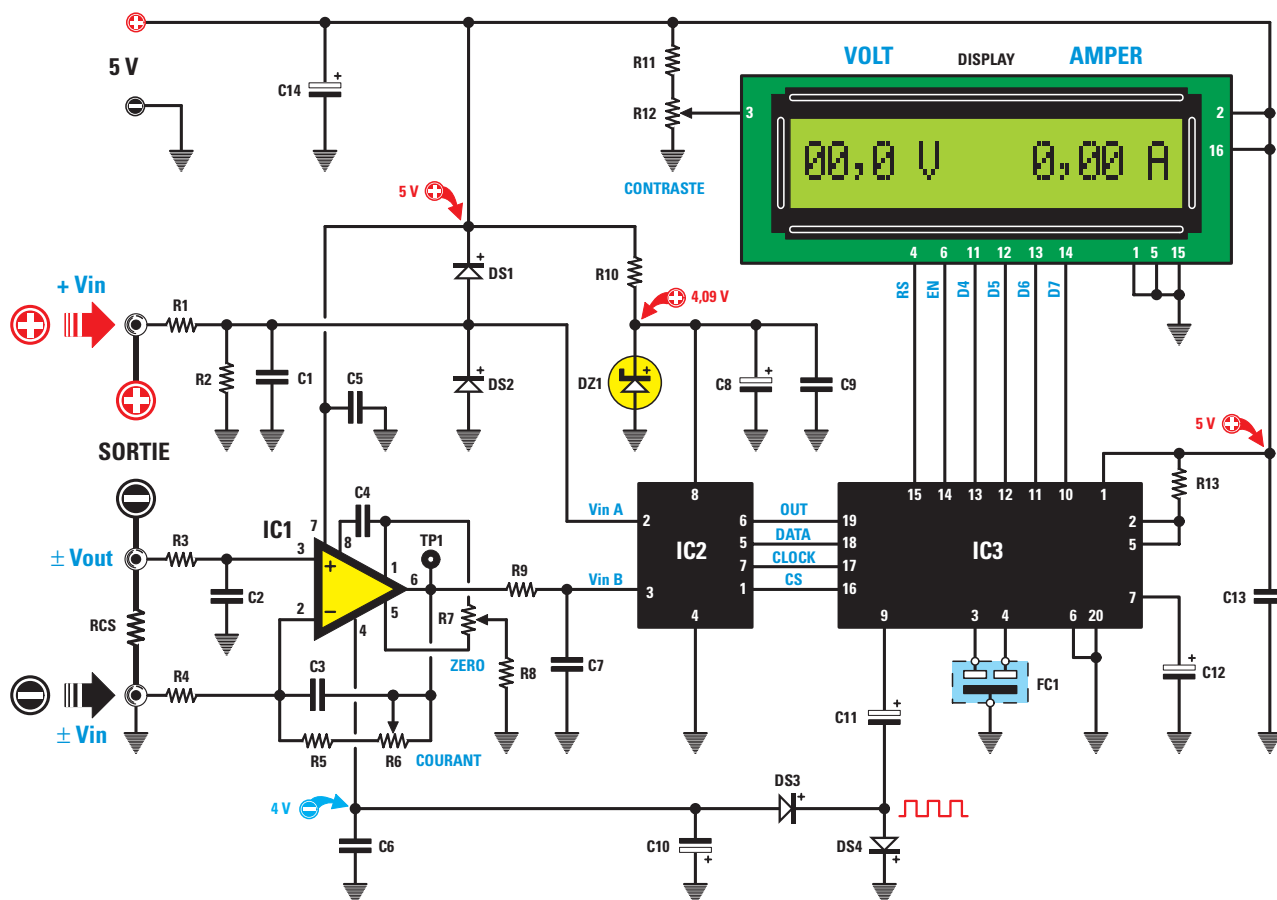 5 V
C14
R11
R12
CONTRASTE
VOLT DISPLAY AMPER
3
2
16
00,0 V 0,00 A
4 6 11 12 13 14 1 5 15
RS EN D4 D5 D6 D7
5 V
DS1
R10
4,09 V
+ Vin
R1
R2
C1
C5
DS2
DZ1
C8
C9
SORTIE
± Vout
R3
C2
RCS
R4
± Vin
IC1
7
8
C4
3
+
2
−
1
6
5
4
TP1
R7
ZERO
R8
R9
C7
C3
R5
R6
COURANT
Vin A
2
Vin B
3
8
IC2
4
6 OUT 19
5 DATA 18
7 CLOCK 17
1 CS 16
15 14 13 12 11 10 1
IC3
2
5
7
9
3 4 6 20
R13
5 V
C13
C12
FC1
C11
4 V
C6
C10
DS3
DS4